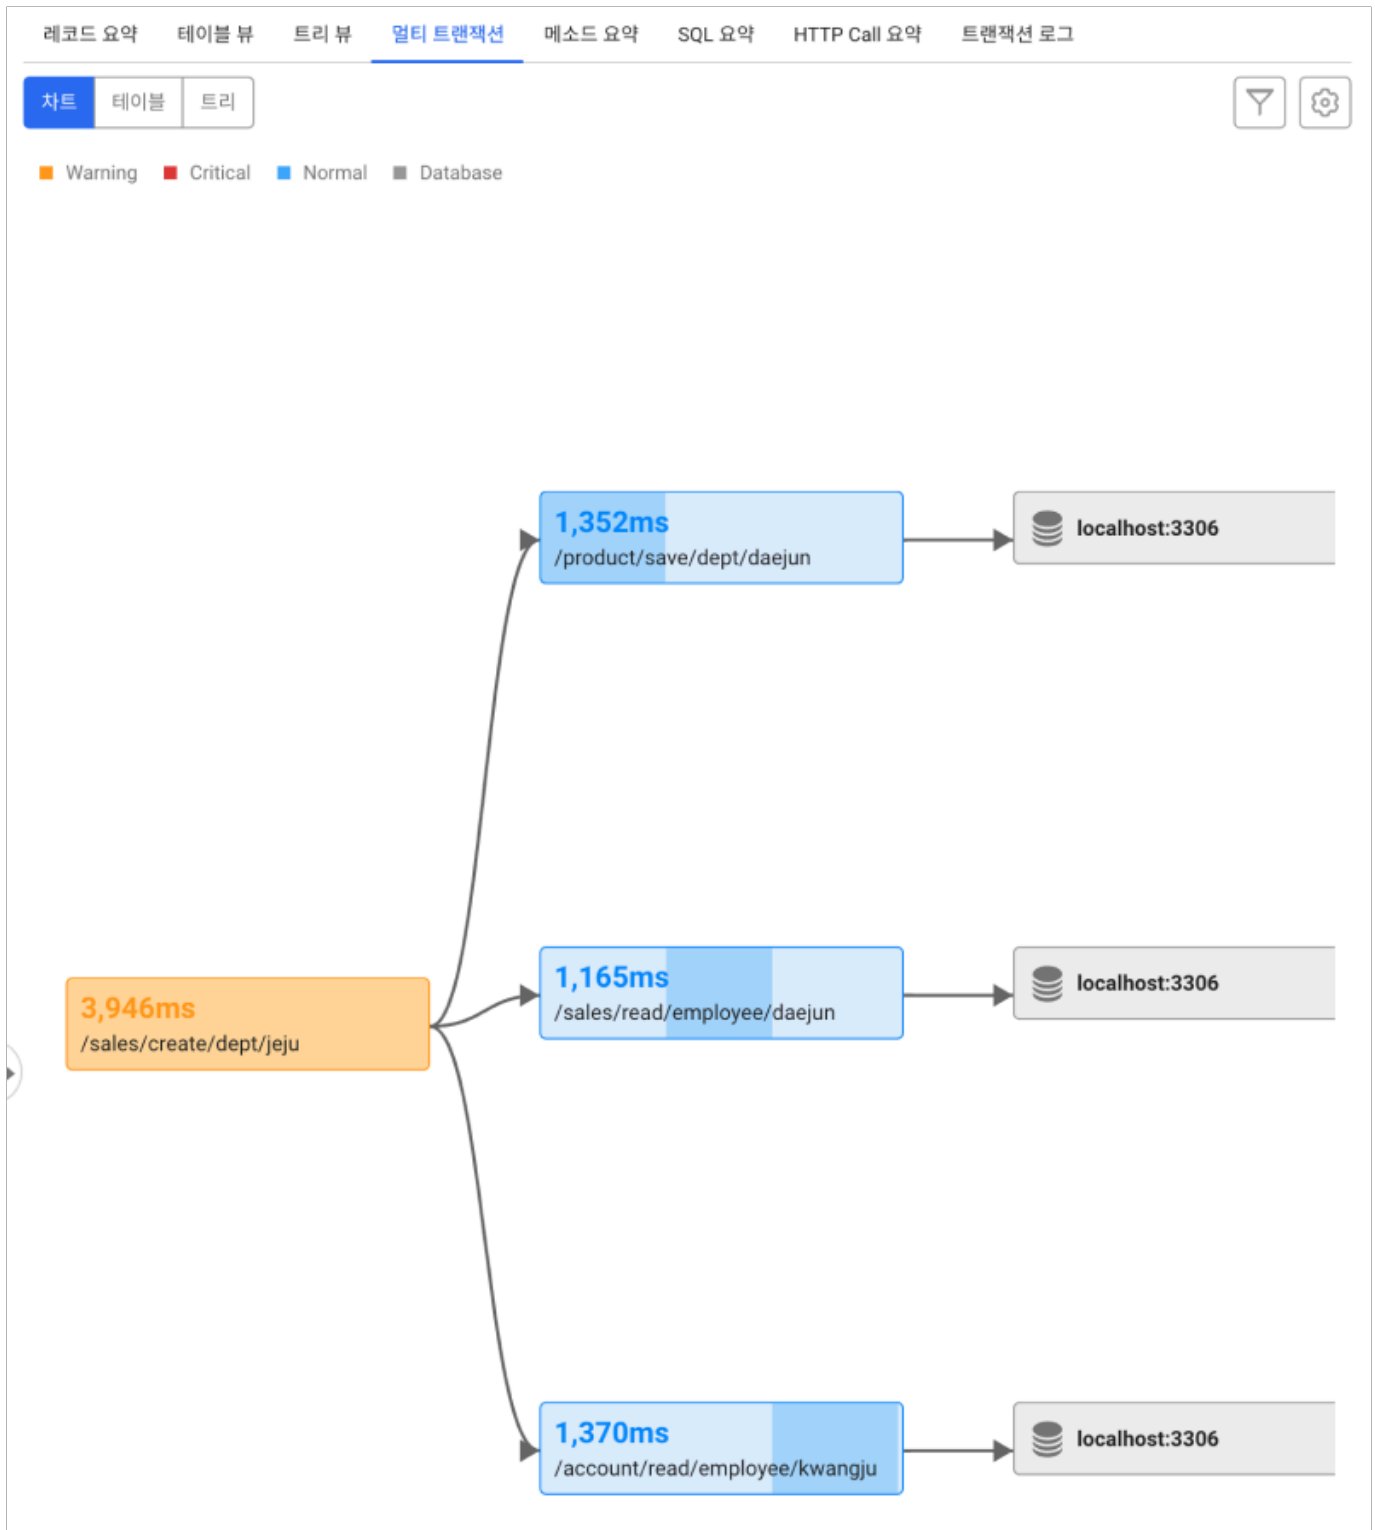 레코드 요약 테이블 뷰 트리 뷰 멀티 트랜잭션 메소드 요약 SQL 요약 HTTP Call 요약 트랜잭션 로그
차트 테이블 트리
Warning Critical Normal Database
1,352ms
/product/save/dept/daejun
localhost:3306
1,165ms
/sales/read/employee/daejun
localhost:3306
3,946ms
/sales/create/dept/jeju
1,370ms
/account/read/employee/kwangju
localhost:3306